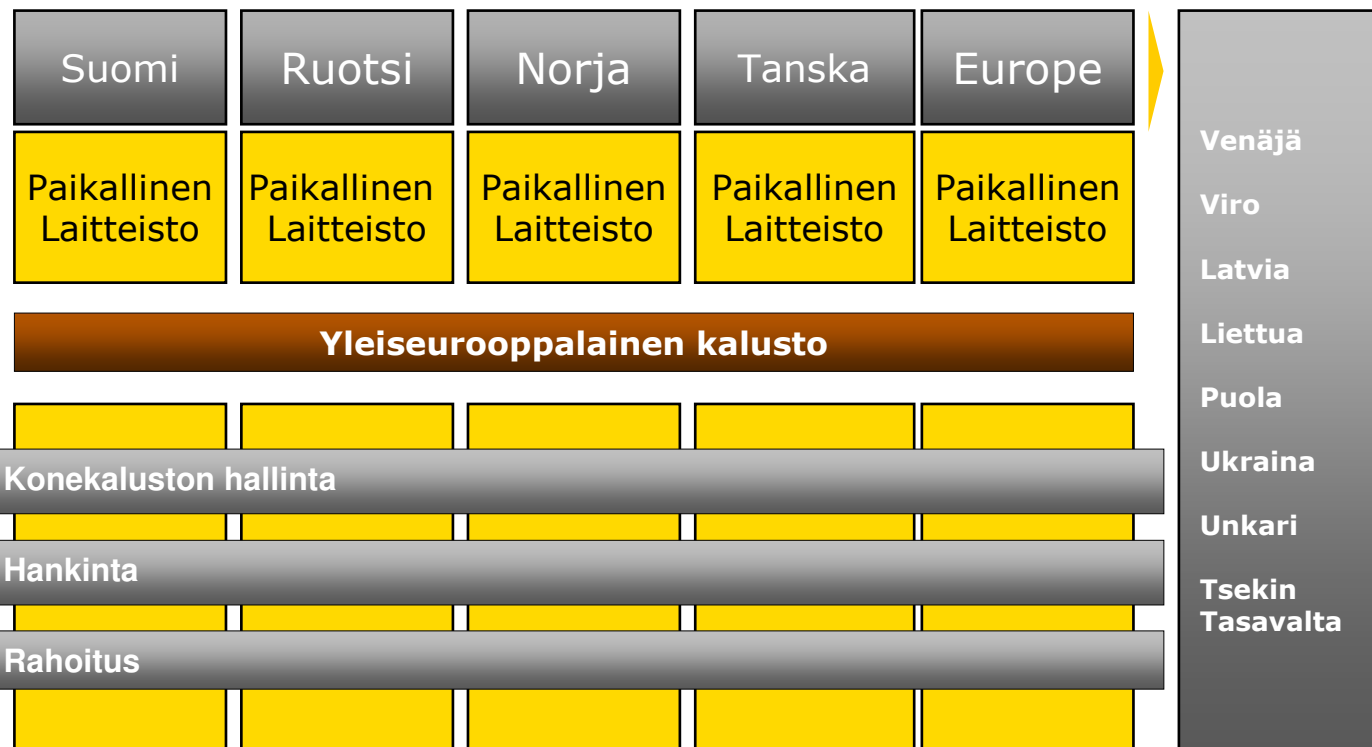 Suomi
Ruotsi
Norja
Tanska
Europe
Paikallinen
Laitteisto
Paikallinen
Laitteisto
Paikallinen
Laitteisto
Paikallinen
Laitteisto
Paikallinen
Laitteisto
Yleiseurooppalainen kalusto
Konekaluston hallinta
Hankinta
Rahoitus
Venäjä
Viro
Latvia
Liettua
Puola
Ukraina
Unkari
Tsekin
Tasavalta